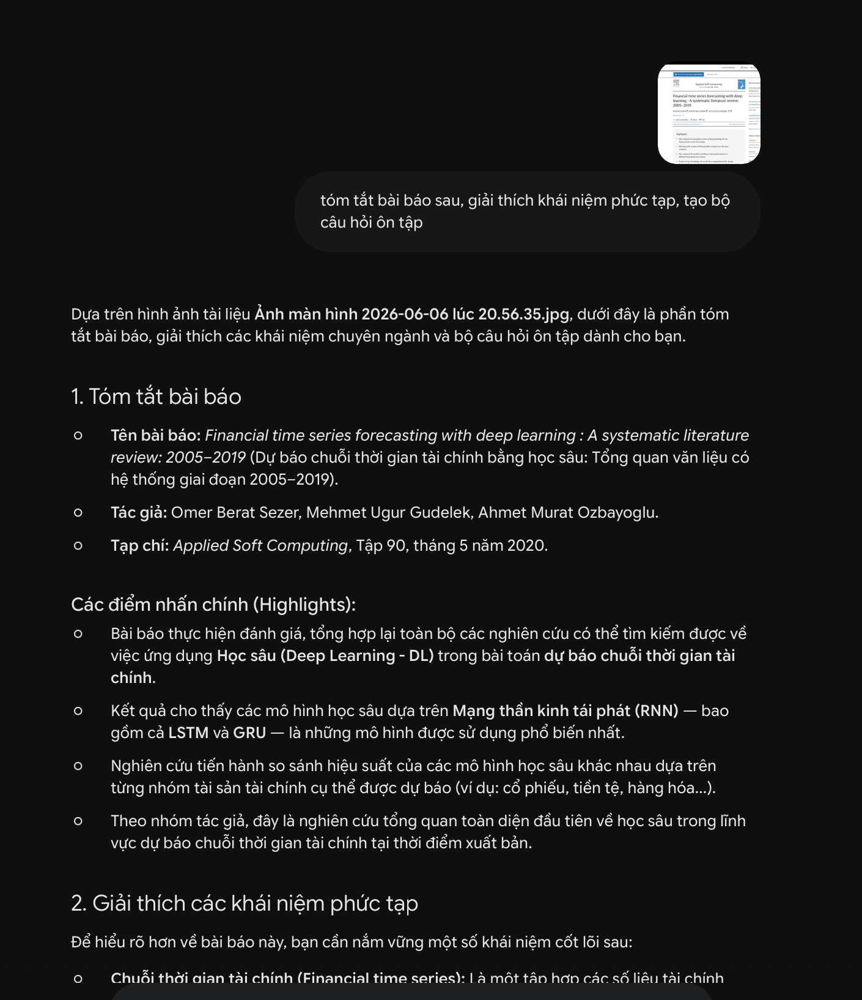 Applied Soft Computing
Financial time series forecasting with deep
learning : A systematic literature review:
2005–2019
Highlights
tóm tắt bài báo sau, giải thích khái niệm phức tạp, tạo bộ
câu hỏi ôn tập
Dựa trên hình ảnh tài liệu Ảnh màn hình 2026-06-06 lúc 20.56.35.jpg, dưới đây là phần tóm
tắt bài báo, giải thích các khái niệm chuyên ngành và bộ câu hỏi ôn tập dành cho bạn.
1. Tóm tắt bài báo
Tên bài báo: Financial time series forecasting with deep learning : A systematic literature
review: 2005–2019 (Dự báo chuỗi thời gian tài chính bằng học sâu: Tổng quan văn liệu có
hệ thống giai đoạn 2005–2019).
Tác giả: Omer Berat Sezer, Mehmet Ugur Gudelek, Ahmet Murat Ozbayoglu.
Tạp chí: Applied Soft Computing, Tập 90, tháng 5 năm 2020.
Các điểm nhấn chính (Highlights):
Bài báo thực hiện đánh giá, tổng hợp lại toàn bộ các nghiên cứu có thể tìm kiếm được về
việc ứng dụng Học sâu (Deep Learning - DL) trong bài toán dự báo chuỗi thời gian tài
chính.
Kết quả cho thấy các mô hình học sâu dựa trên Mạng thần kinh tái phát (RNN) — bao
gồm cả LSTM và GRU — là những mô hình được sử dụng phổ biến nhất.
Nghiên cứu tiến hành so sánh hiệu suất của các mô hình học sâu khác nhau dựa trên
từng nhóm tài sản tài chính cụ thể được dự báo (ví dụ: cổ phiếu, tiền tệ, hàng hóa...).
Theo nhóm tác giả, đây là nghiên cứu tổng quan toàn diện đầu tiên về học sâu trong lĩnh
vực dự báo chuỗi thời gian tài chính tại thời điểm xuất bản.
2. Giải thích các khái niệm phức tạp
Để hiểu rõ hơn về bài báo này, bạn cần nắm vững một số khái niệm cốt lõi sau:
Chuỗi thời gian tài chính (Financial time series): Là một tập hợp các số liệu tài chính